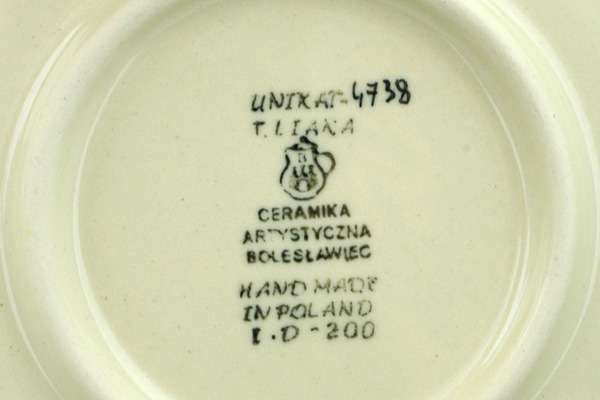 UNIKAT-4738
T. LIANA
CERAMIKA
ARTYSTYCZNA
BOLESŁAWIEC
HAND MADE
IN POLAND
I.D-200